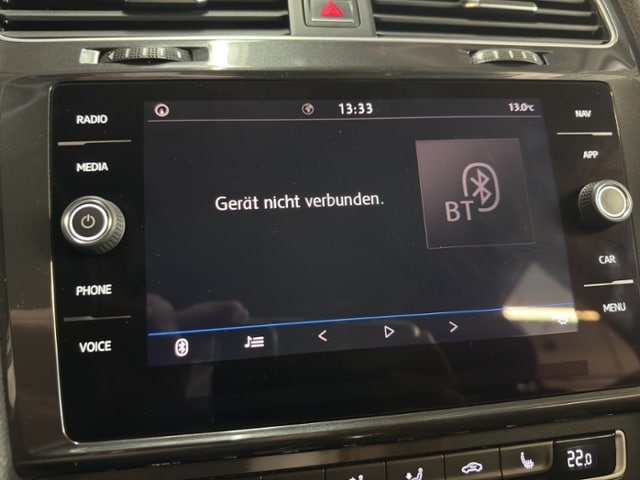 RADIO
MEDIA
PHONE
VOICE
13:33
13.0°C
Gerät nicht verbunden.
BT
NAV
APP
CAR
MENU
22.0